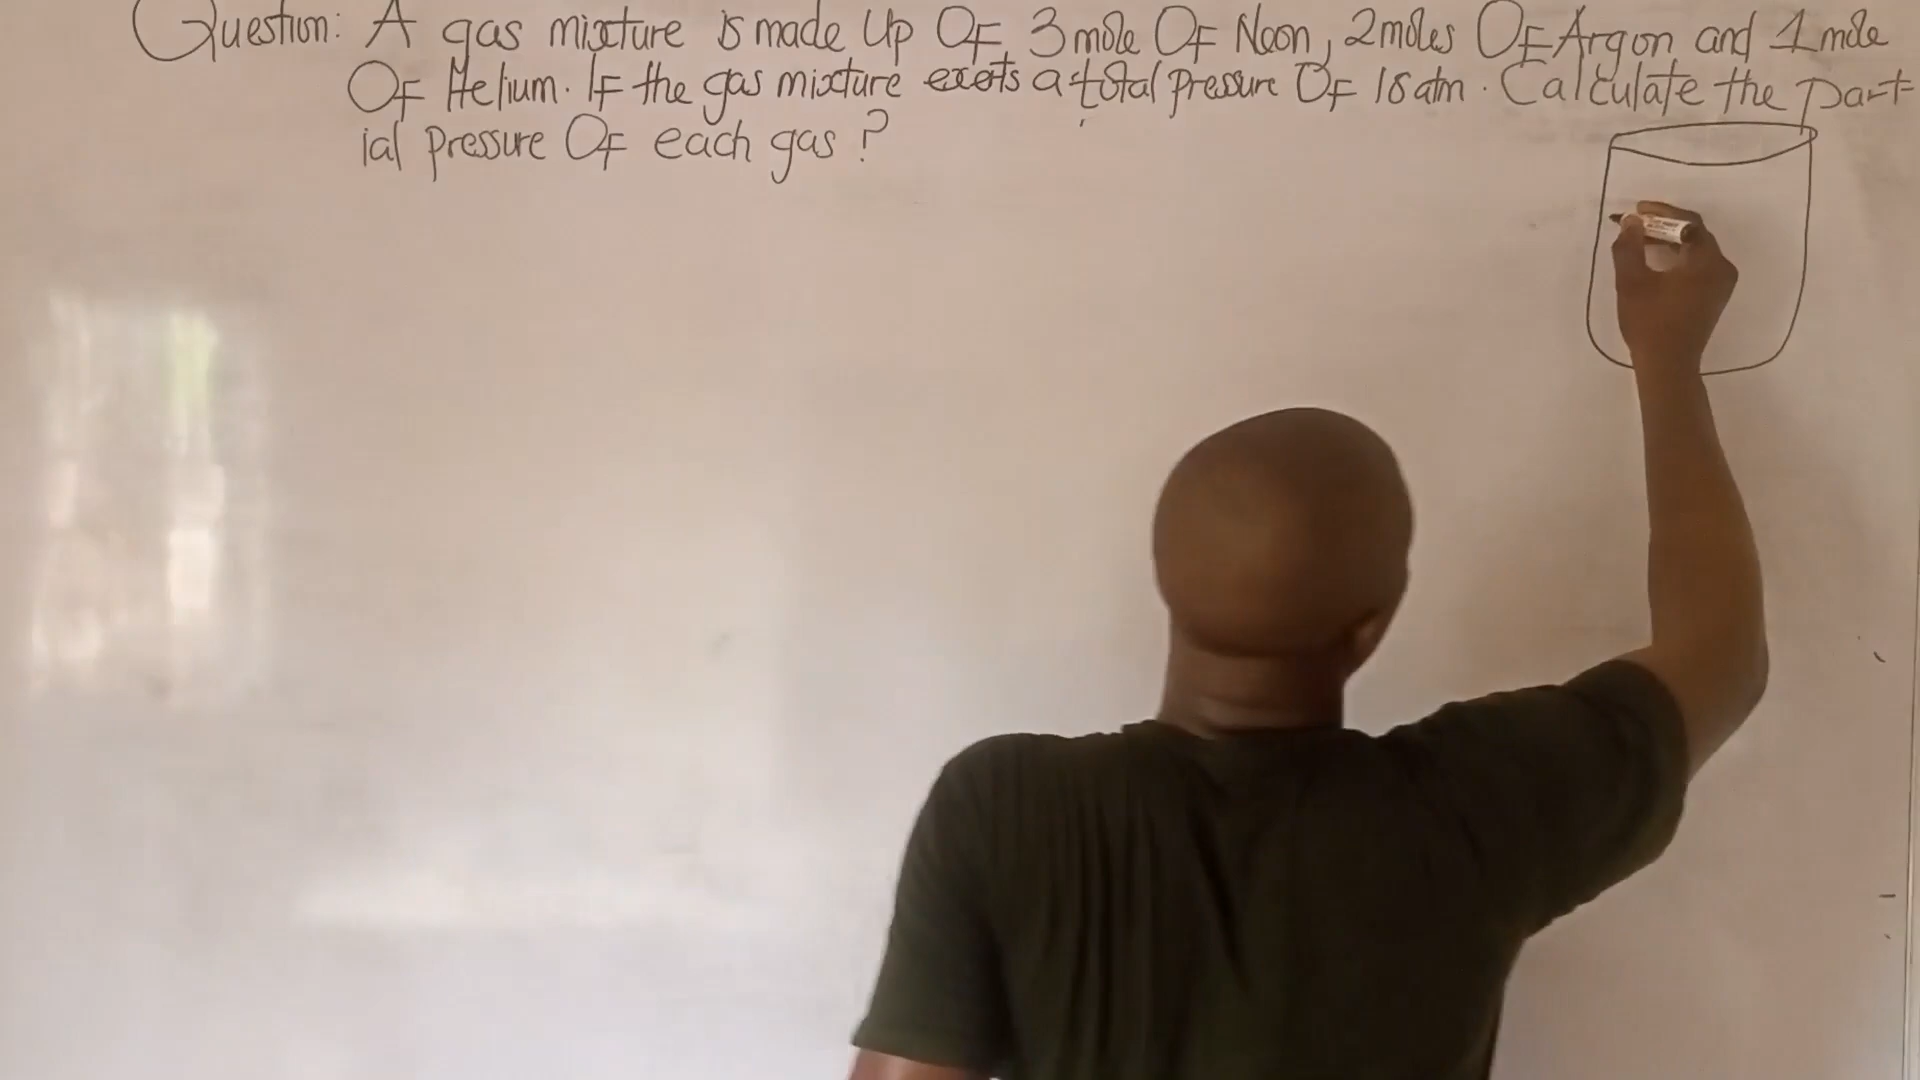 Question: A gas mixture is made Up OF 3 mole OF Neon, 2 moles OF Argon and 1 mole
OF Helium. IF the gas mixture exerts a total pressure OF 18 atm. Calculate the Part-
ial pressure OF each gas?